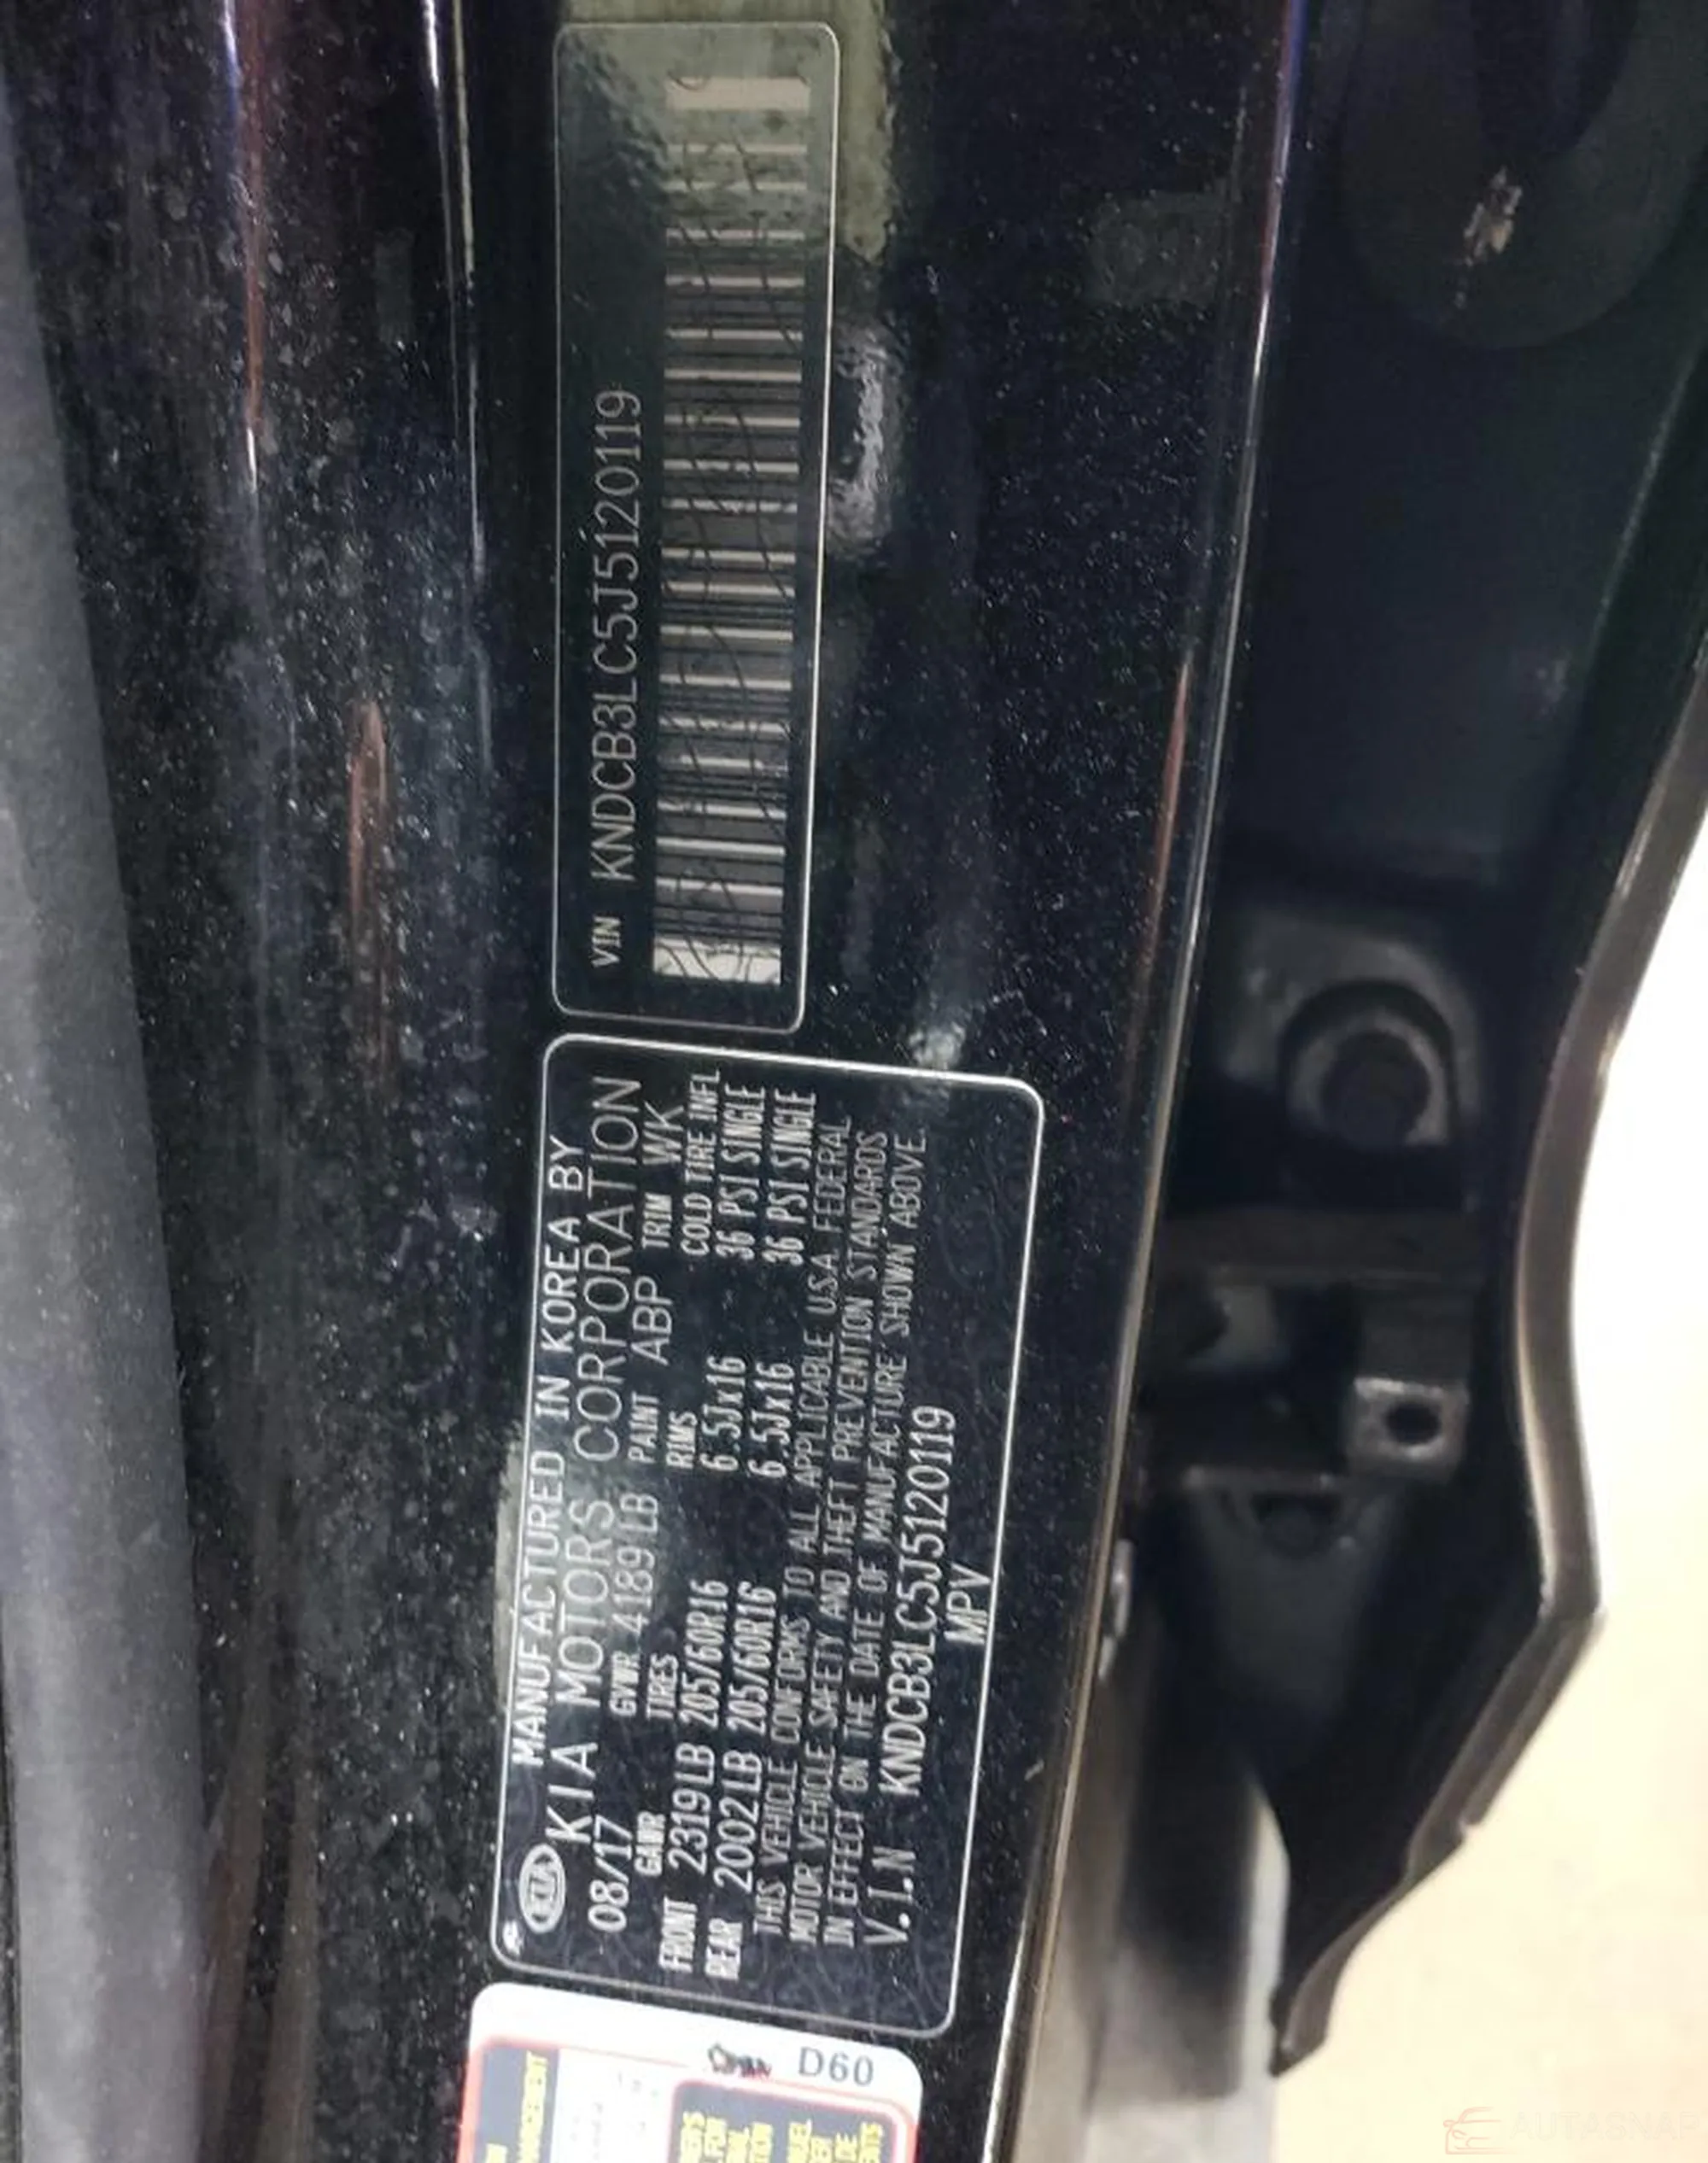 VIN KNDCB3LC5J5120119
KIA
MANUFACTURED IN KOREA BY
KIA MOTORS CORPORATION
08/17 GVWR 4189LB PAINT ABP TRIM WK
GAWR TIRES RIMS COLD TIRE INFL
FRONT 2319LB 205/60R16 6.5Jx16 36 PSI SINGLE
REAR 2002LB 205/60R16 6.5Jx16 36 PSI SINGLE
THIS VEHICLE CONFORMS TO ALL APPLICABLE U.S.A. FEDERAL
MOTOR VEHICLE SAFETY AND THEFT PREVENTION STANDARDS
IN EFFECT ON THE DATE OF MANUFACTURE SHOWN ABOVE.
V.I.N KNDCB3LC5J5120119
MPV
D60
AUTASNAP